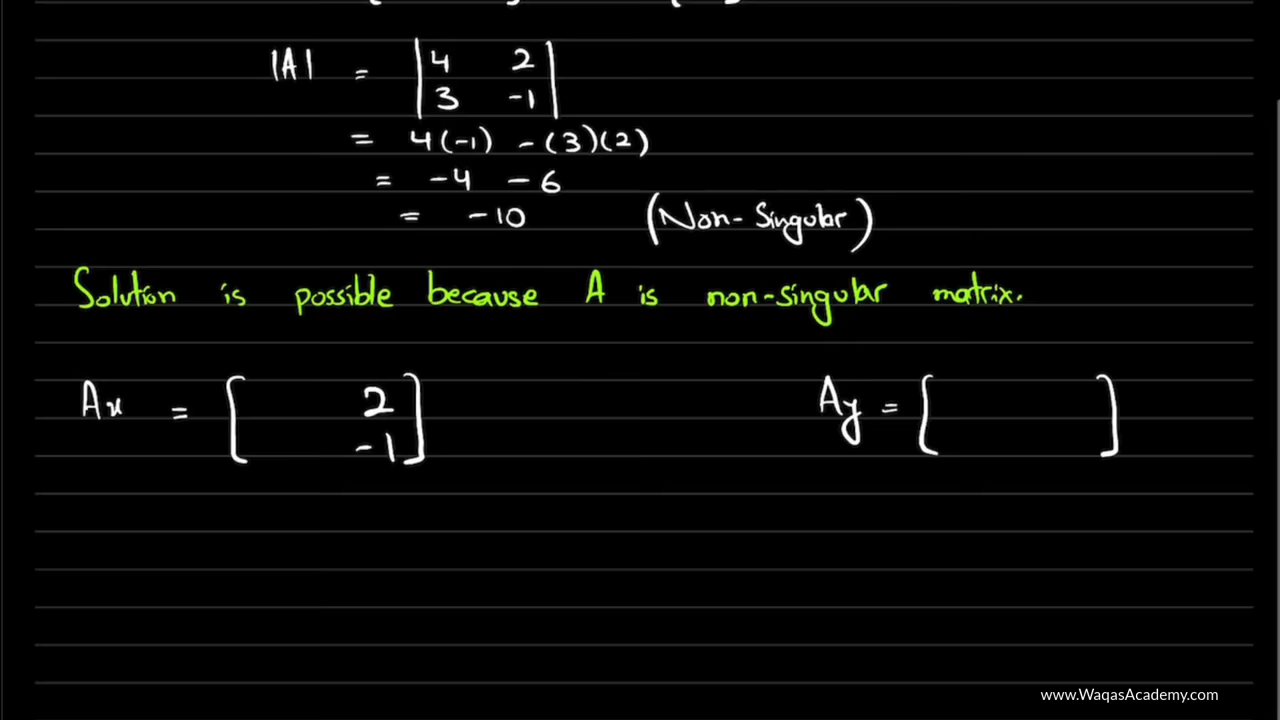 |A| = | 4 2 |
| 3 -1 |
= 4(-1) - (3)(2)
= -4 - 6
= -10 (Non-Singular)
Solution is possible because A is non-singular matrix.
Ax = [ 2 ] Ay = [ ]
-1
www.WaqasAcademy.com